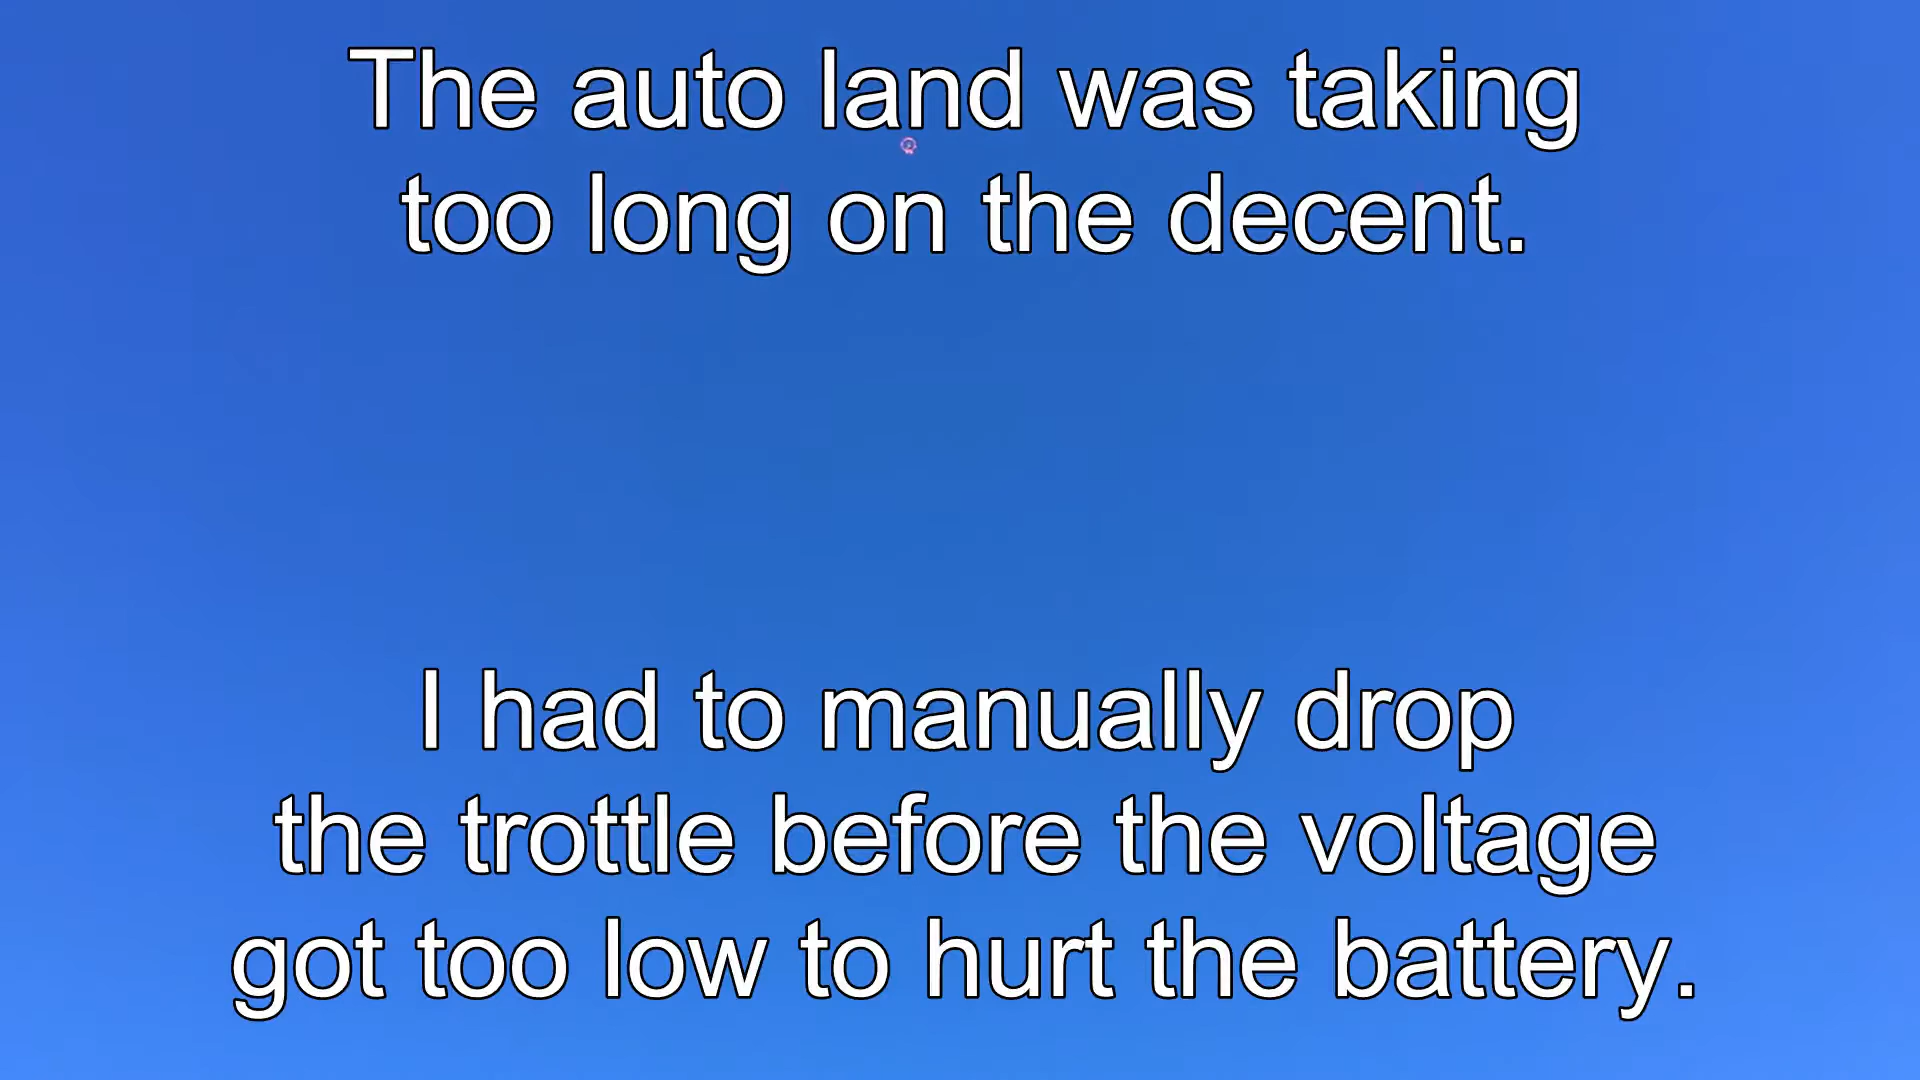 The auto land was taking
too long on the decent.
I had to manually drop
the trottle before the voltage
got too low to hurt the battery.